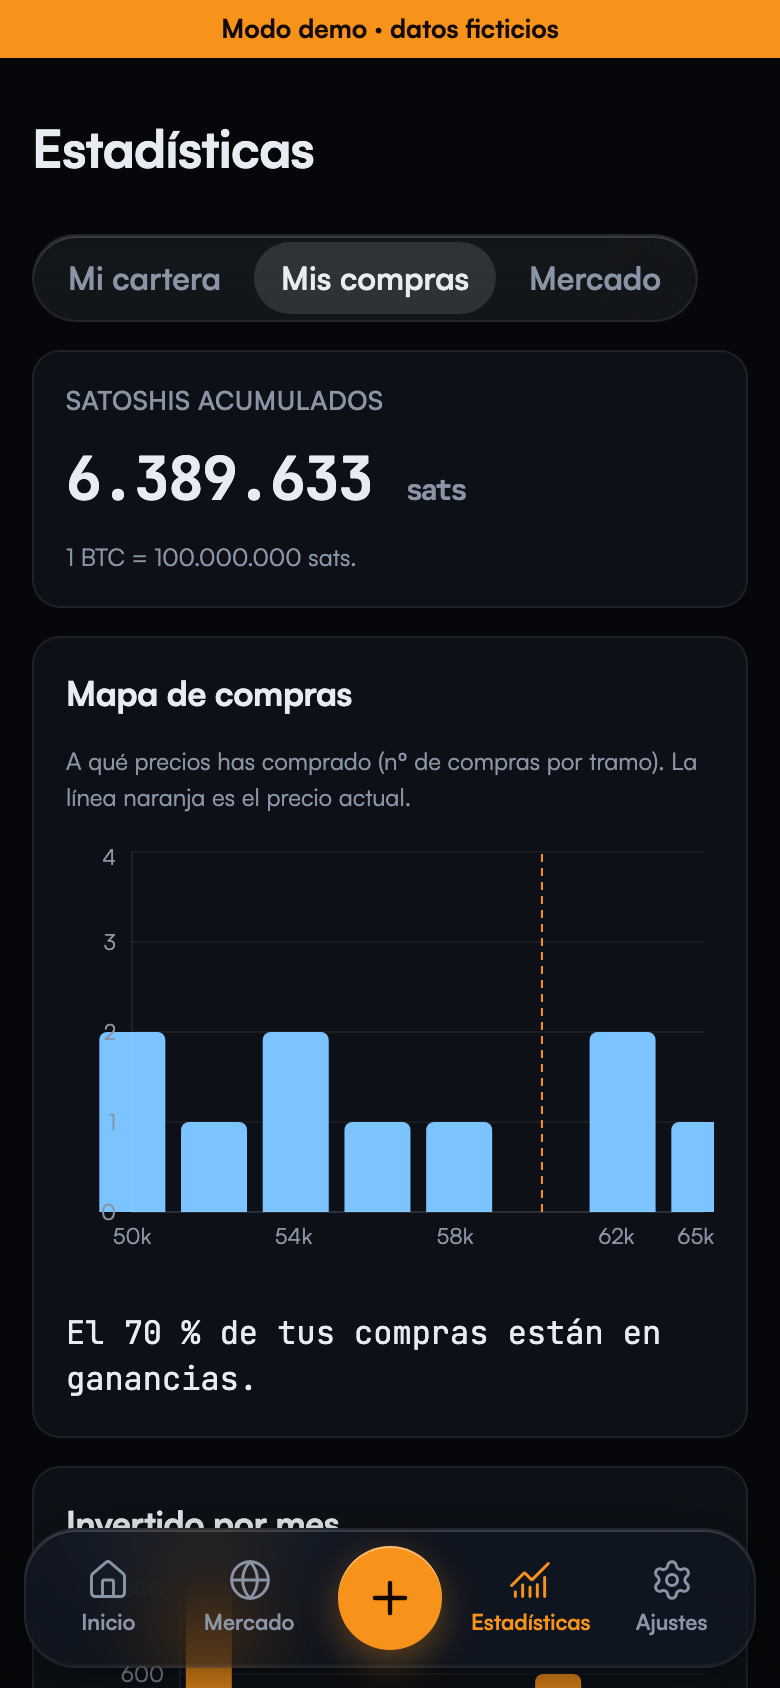 Modo demo • datos ficticios
Estadísticas
Mi cartera
Mis compras
Mercado
SATOSHIS ACUMULADOS
6.389.633 sats
1 BTC = 100.000.000 sats.
Mapa de compras
A qué precios has comprado (nº de compras por tramo). La
línea naranja es el precio actual.
4
3
2
1
0
50k
54k
58k
62k
65k
El 70 % de tus compras están en
ganancias.
Invertido por mes
Inicio
Mercado
Estadísticas
Ajustes
600